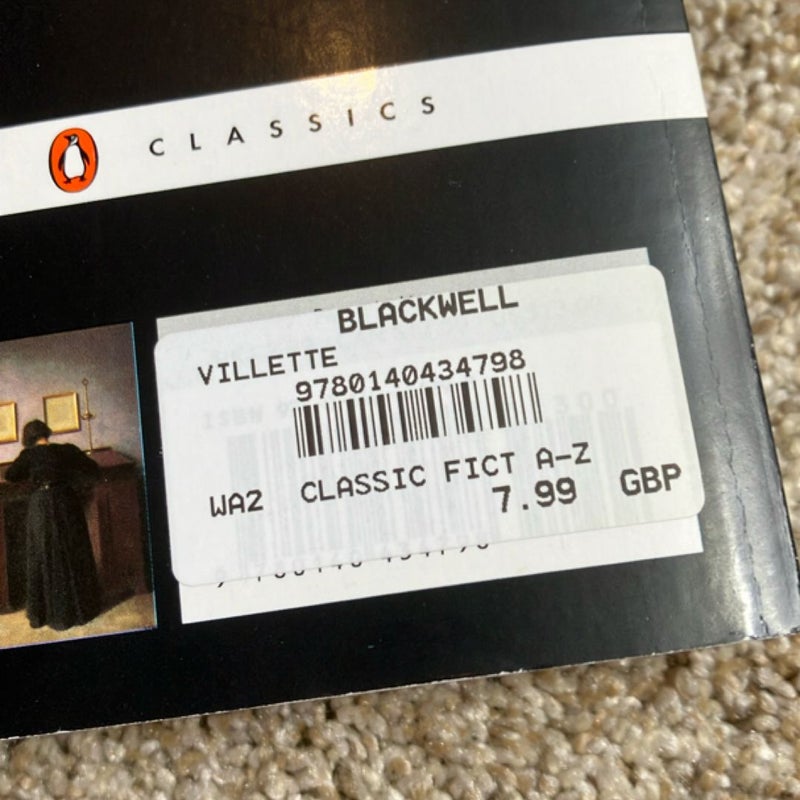 CLASSICS
BLACKWELL
VILLETTE
9780140434798
WA2 CLASSIC FICT A-Z
7.99 GBP